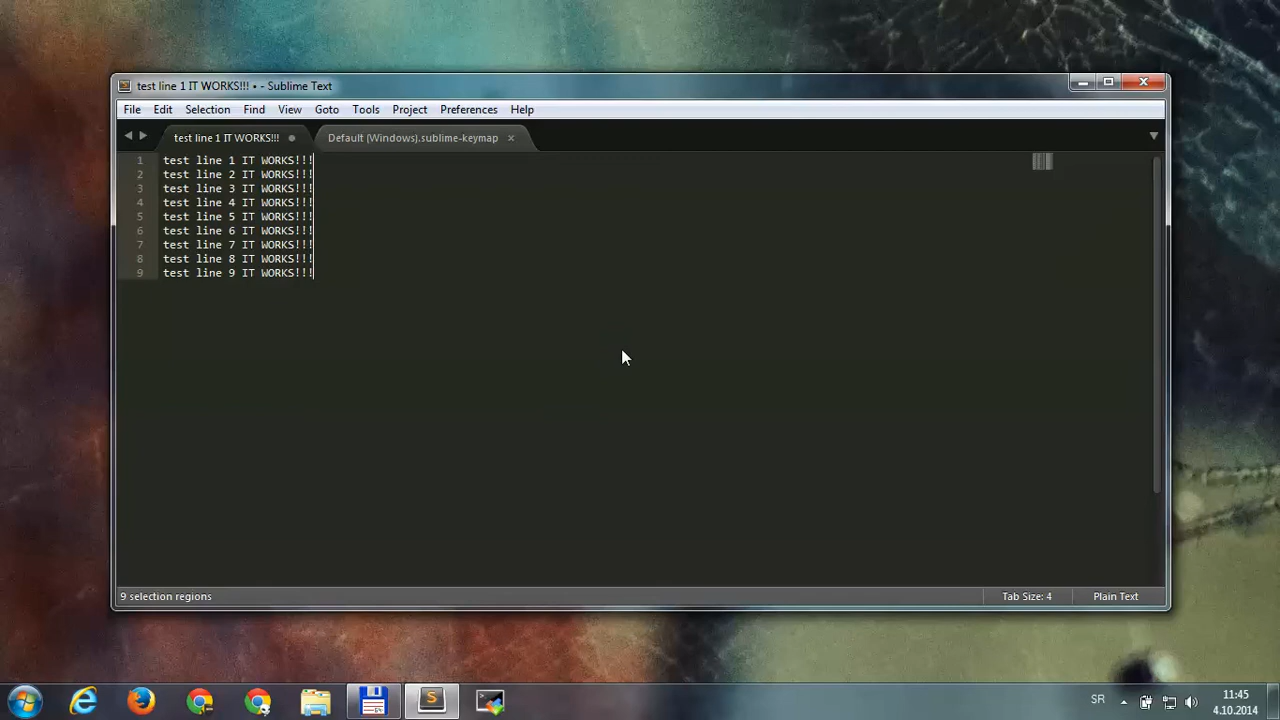 test line 1 IT WORKS!!! • - Sublime Text
File Edit Selection Find View Goto Tools Project Preferences Help
test line 1 IT WORKS!!! Default (Windows).sublime-keymap
1 test line 1 IT WORKS!!!
2 test line 2 IT WORKS!!!
3 test line 3 IT WORKS!!!
4 test line 4 IT WORKS!!!
5 test line 5 IT WORKS!!!
6 test line 6 IT WORKS!!!
7 test line 7 IT WORKS!!!
8 test line 8 IT WORKS!!!
9 test line 9 IT WORKS!!!
9 selection regions Tab Size: 4 Plain Text
SR 11:45
4.10.2014